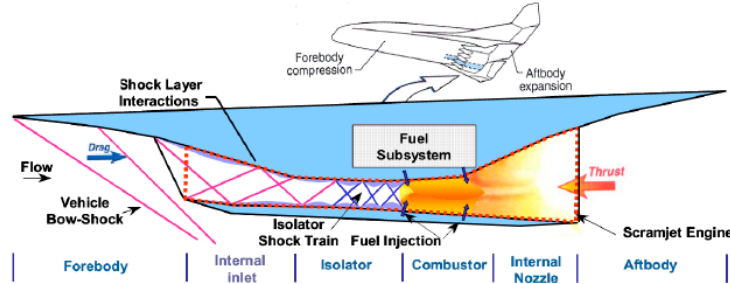 Forebody
compression
Aftbody
expansion
Shock Layer
Interactions
Fuel
Subsystem
Drag
Flow
Thrust
Vehicle
Bow-Shock
Isolator
Shock Train
Fuel Injection
Scramjet Engine
Forebody
Internal
inlet
Isolator
Combustor
Internal
Nozzle
Aftbody